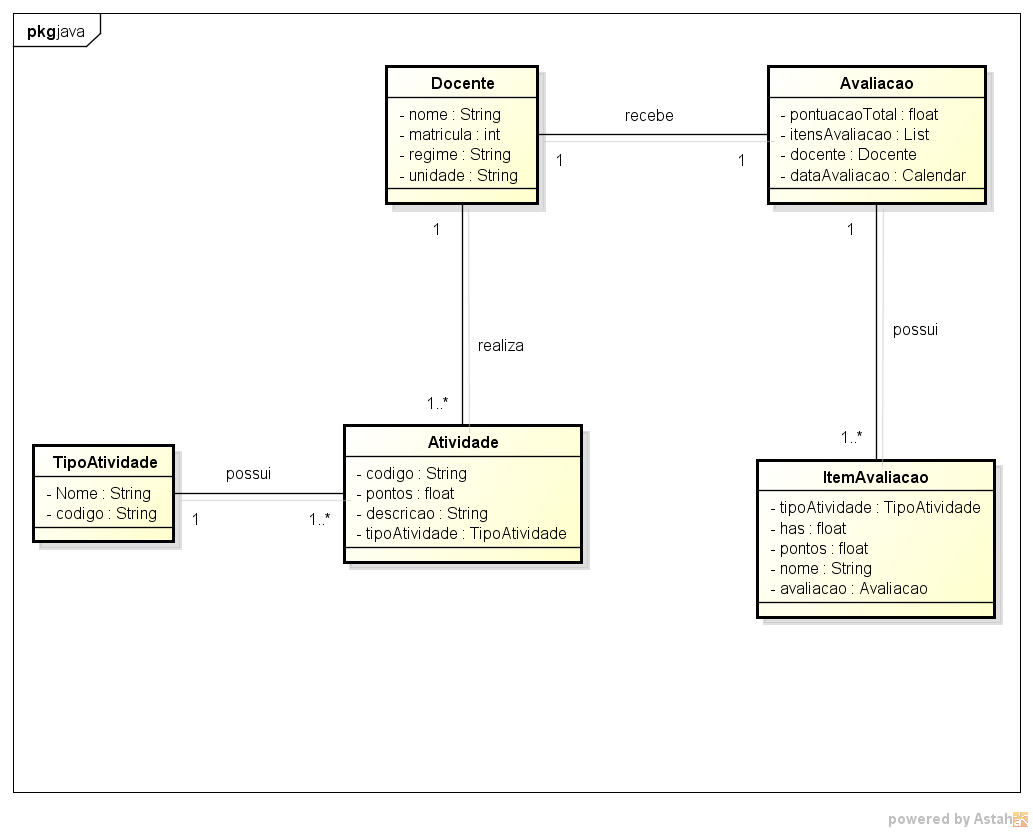 pkg java
Docente
- nome : String
- matricula : int
- regime : String
- unidade : String
recebe
1
1
Avaliacao
- pontuacaoTotal : float
- itensAvaliacao : List
- docente : Docente
- dataAvaliacao : Calendar
1
realiza
1..*
1
possui
1..*
TipoAtividade
- Nome : String
- codigo : String
possui
1
1..*
Atividade
- codigo : String
- pontos : float
- descricao : String
- tipoAtividade : TipoAtividade
ItemAvaliacao
- tipoAtividade : TipoAtividade
- has : float
- pontos : float
- nome : String
- avaliacao : Avaliacao
powered by Astah